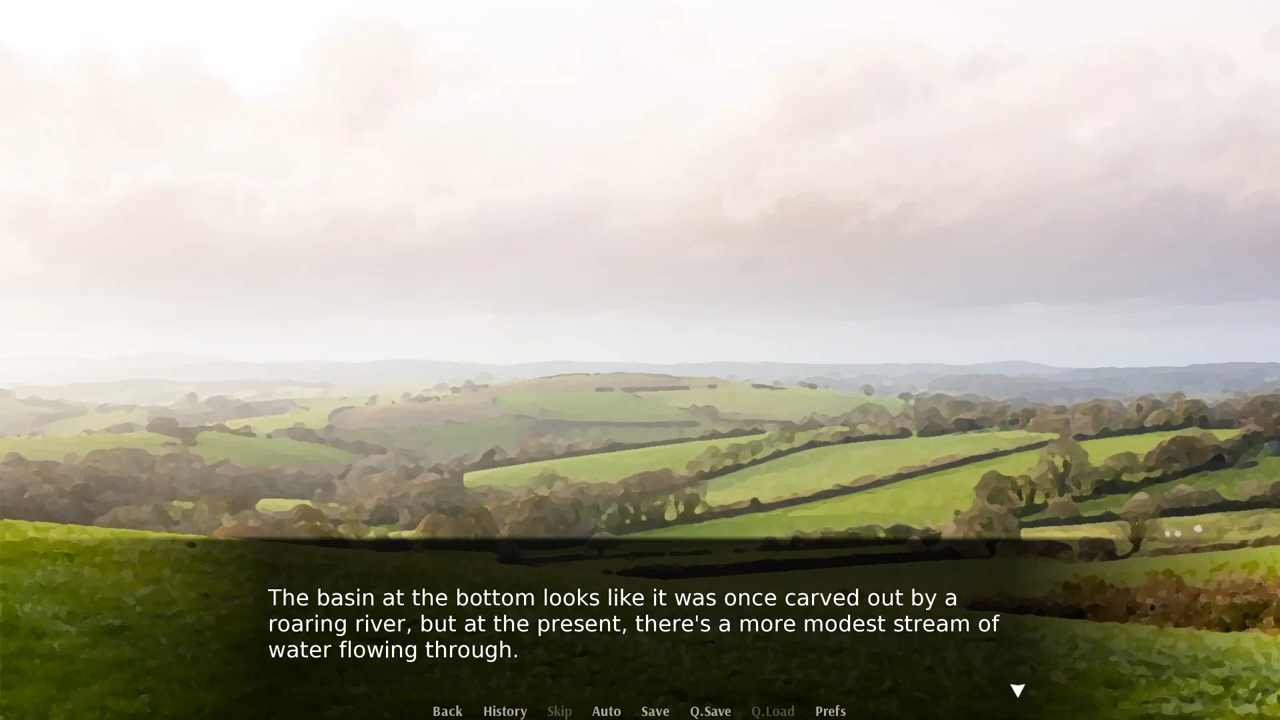 The basin at the bottom looks like it was once carved out by a
roaring river, but at the present, there's a more modest stream of
water flowing through.
Back History Skip Auto Save Q.Save Q.Load Prefs